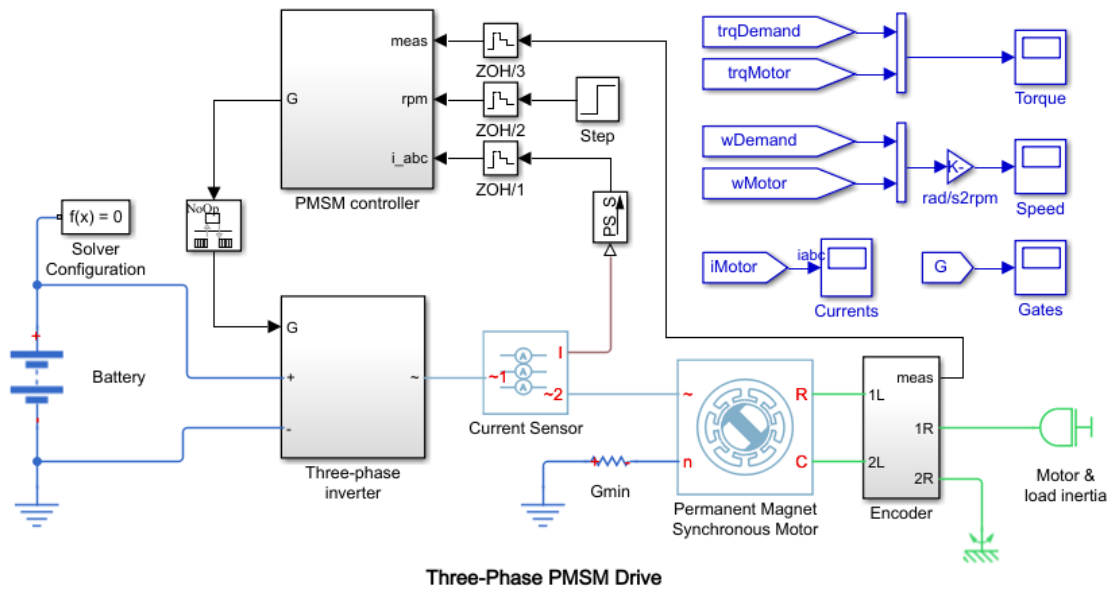 meas
ZOH/3
rpm
G
ZOH/2
Step
i_abc
ZOH/1
PMSM controller
trqDemand
trqMotor
Torque
wDemand
wMotor
K-
rad/s2rpm
Speed
iMotor
iabc
Currents
G
Gates
NoOp
f(x) = 0
Solver
Configuration
PS S
+
Battery
-
G
+
~
-
Three-phase
inverter
I
A
A
A
~1
~2
Current Sensor
~
R
n
C
Permanent Magnet
Synchronous Motor
+
-
Gmin
meas
1L
1R
2L
2R
Encoder
Motor &
load inertia
Three-Phase PMSM Drive